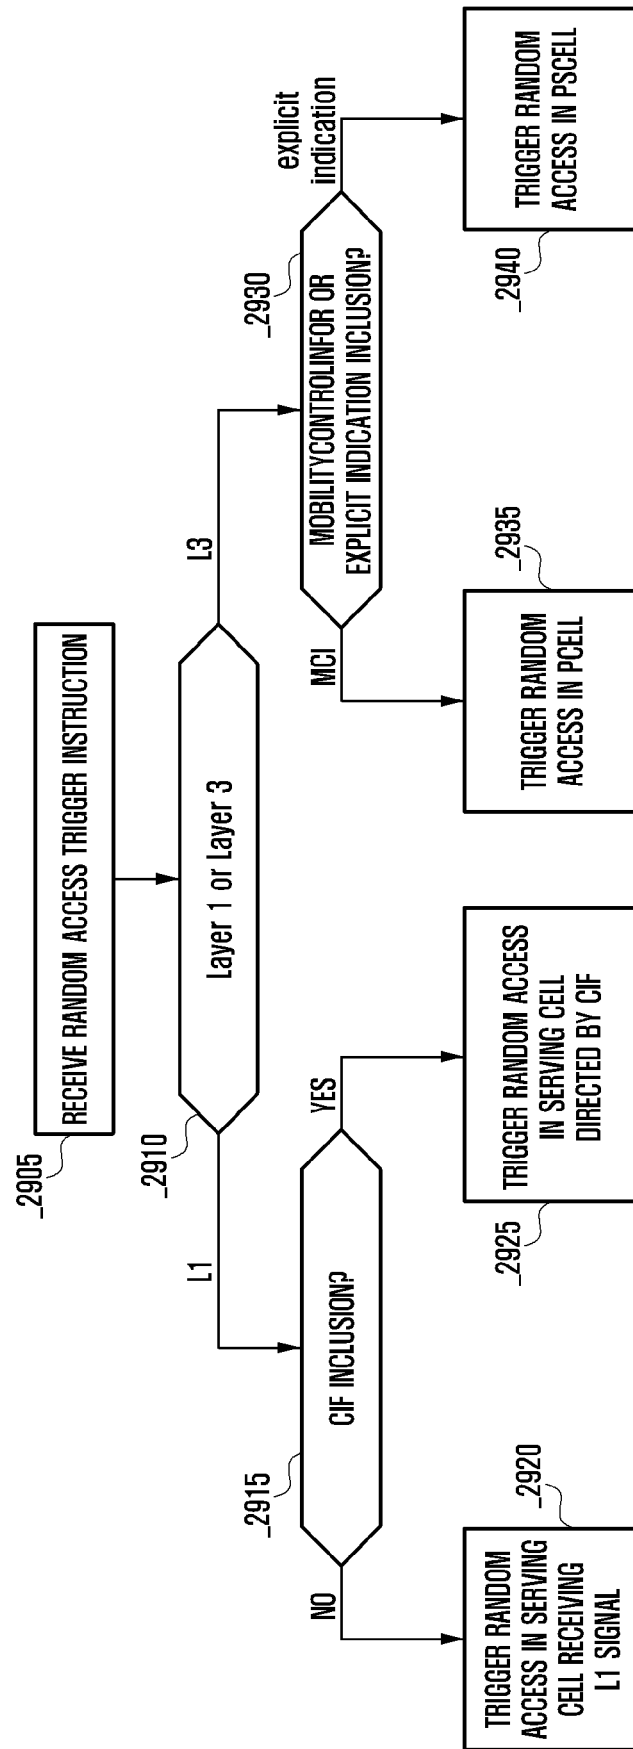 2905
RECEIVE RANDOM ACCESS TRIGGER INSTRUCTION
2910
Layer 1 or Layer 3
L1
L3
2915
CIF INCLUSION?
NO
YES
2930
MOBILITYCONTROLINFOR OR
EXPLICIT INDICATION INCLUSION?
MCI
explicit
indication
2920
TRIGGER RANDOM
ACCESS IN SERVING
CELL RECEIVING
L1 SIGNAL
2925
TRIGGER RANDOM ACCESS
IN SERVING CELL
DIRECTED BY CIF
2935
TRIGGER RANDOM
ACCESS IN PCELL
2940
TRIGGER RANDOM
ACCESS IN PSCELL